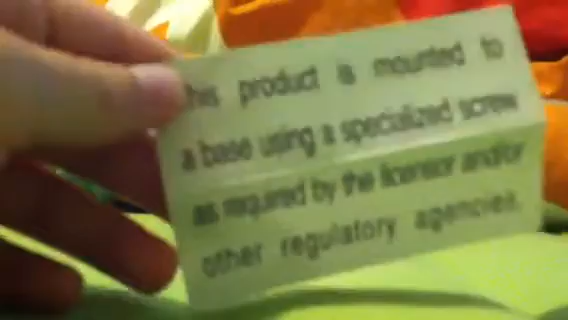 This product is mounted to
a base using a specialized screw
as required by the licensor and/or
other regulatory agencies.